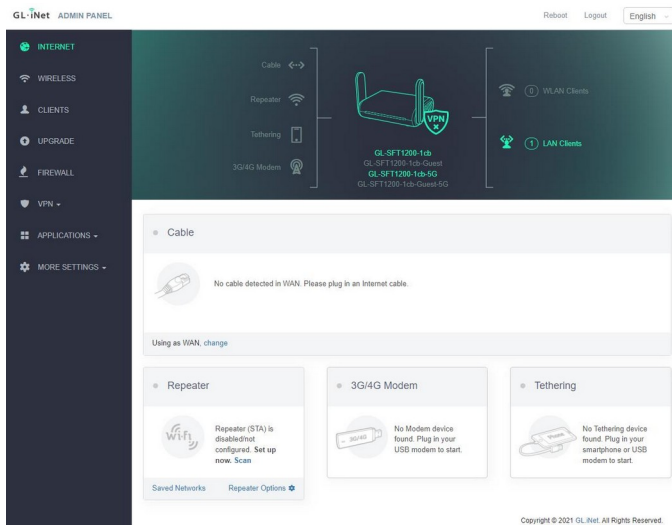 GL·iNet ADMIN PANEL
Reboot Logout English
INTERNET
WIRELESS
CLIENTS
UPGRADE
FIREWALL
VPN
APPLICATIONS
MORE SETTINGS
Cable
Repeater
Tethering
3G/4G Modem
VPN
GL-SFT1200-1cb
GL-SFT1200-1cb-Guest
GL-SFT1200-1cb-5G
GL-SFT1200-1cb-Guest-5G
0 WLAN Clients
1 LAN Clients
Cable
No cable detected in WAN. Please plug in an Internet cable.
Using as WAN, change
Repeater
Wi-Fi
Repeater (STA) is
disabled/not
configured. Set up
now. Scan
Saved Networks Repeater Options
3G/4G Modem
3G/4G
No Modem device
found. Plug in your
USB modem to start.
Tethering
Phone
No Tethering device
found. Plug in your
smartphone or USB
modem to start.
Copyright © 2021 GL.iNet. All Rights Reserved.